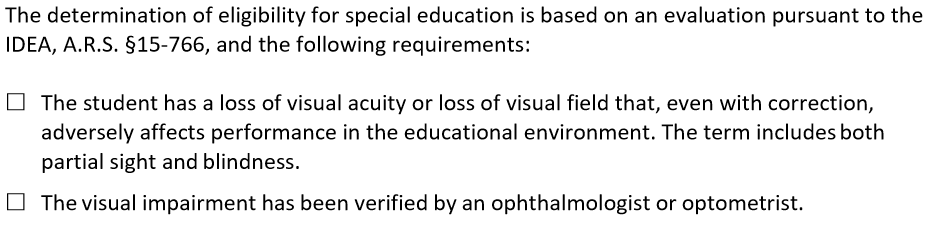 The determination of eligibility for special education is based on an evaluation pursuant to the
IDEA, A.R.S. §15-766, and the following requirements:
☐ The student has a loss of visual acuity or loss of visual field that, even with correction,
adversely affects performance in the educational environment. The term includes both
partial sight and blindness.
☐ The visual impairment has been verified by an ophthalmologist or optometrist.